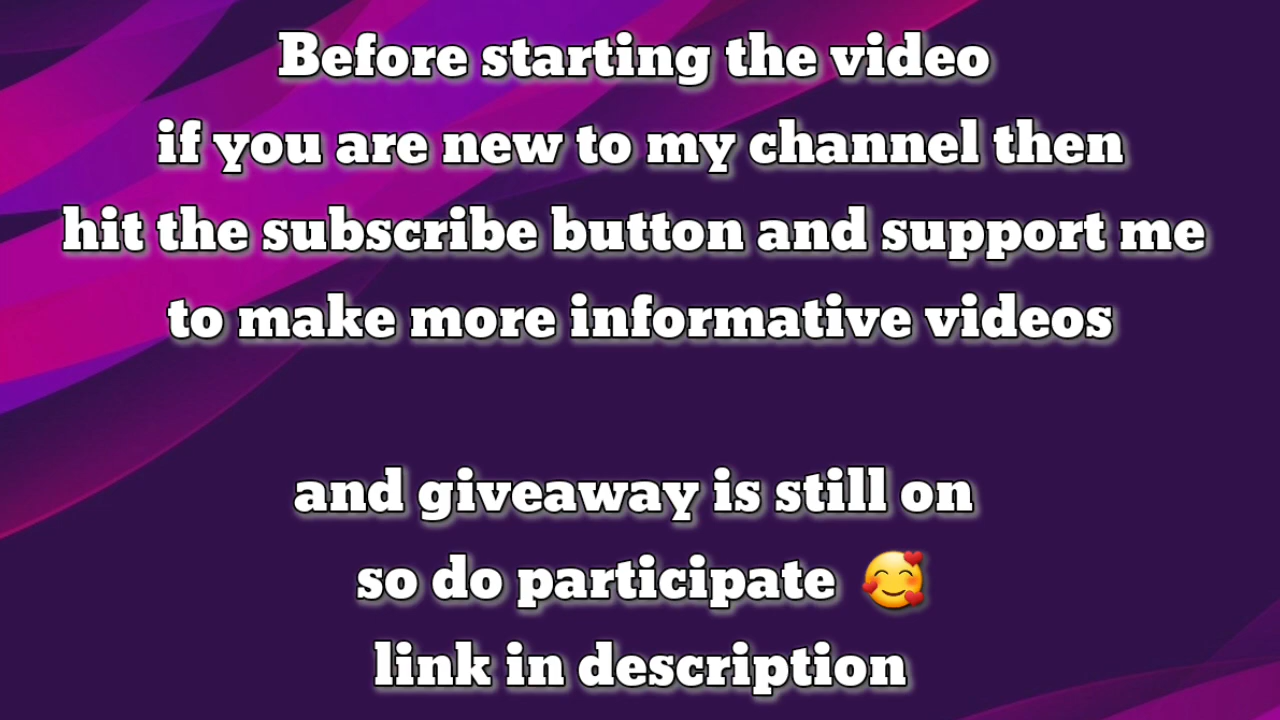 Before starting the video
if you are new to my channel then
hit the subscribe button and support me
to make more informative videos
and giveaway is still on
so do participate 🥰
link in description